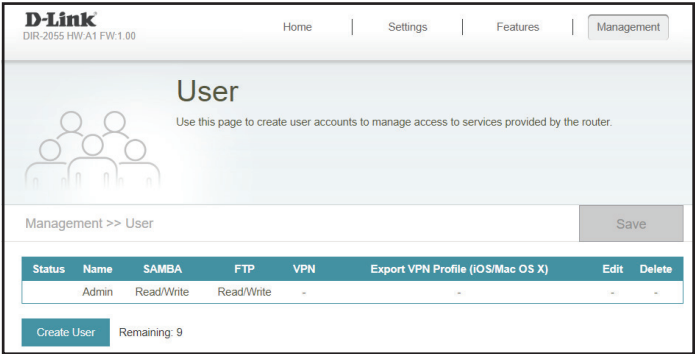 D-Link
DIR-2055 HW:A1 FW:1.00
Home | Settings | Features | Management
User
Use this page to create user accounts to manage access to services provided by the router.
Management >> User
Save
Status Name SAMBA FTP VPN Export VPN Profile (iOS/Mac OS X) Edit Delete
Admin Read/Write Read/Write - - - -
Create User Remaining: 9